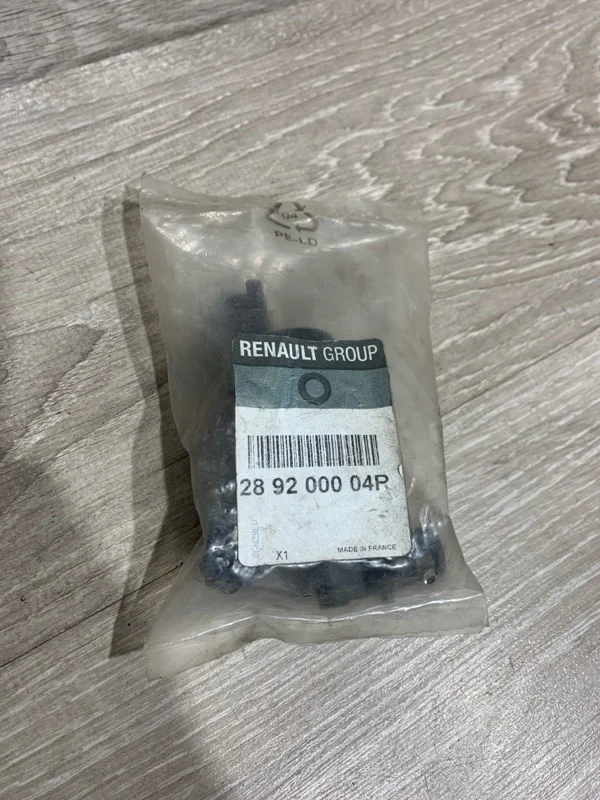 04
PE-LD
RENAULT GROUP
28 92 000 04R
X1
MADE IN FRANCE